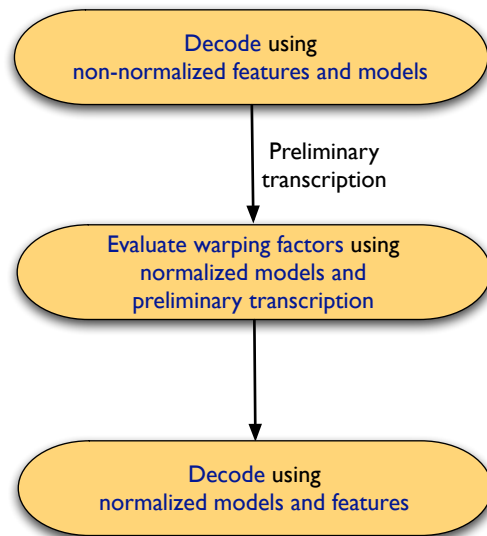 Decode using
non-normalized features and models
Preliminary
transcription
Evaluate warping factors using
normalized models and
preliminary transcription
Decode using
normalized models and features